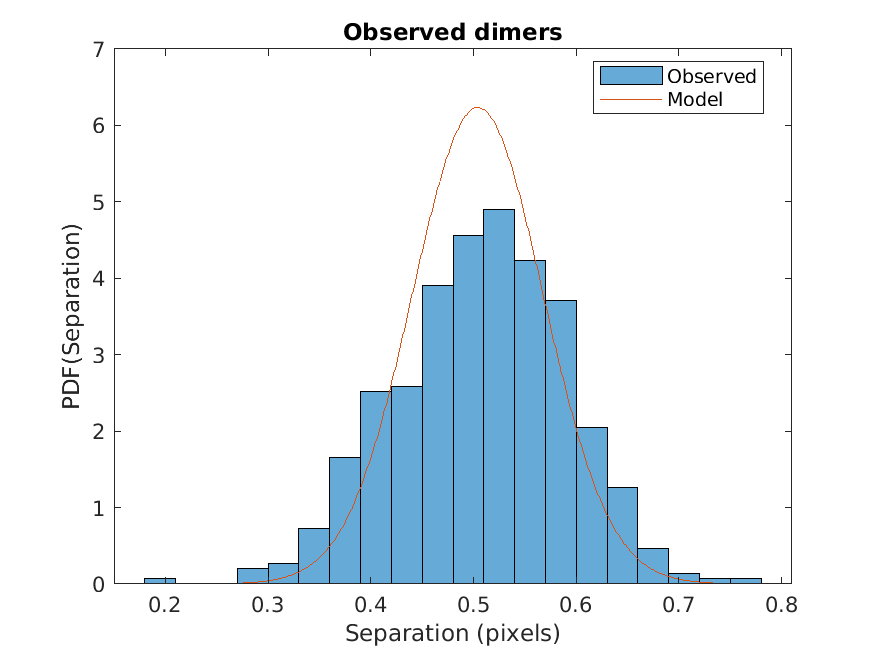 Observed dimers
Observed
Model
PDF(Separation)
7
6
5
4
3
2
1
0
0.2 0.3 0.4 0.5 0.6 0.7 0.8
Separation (pixels)